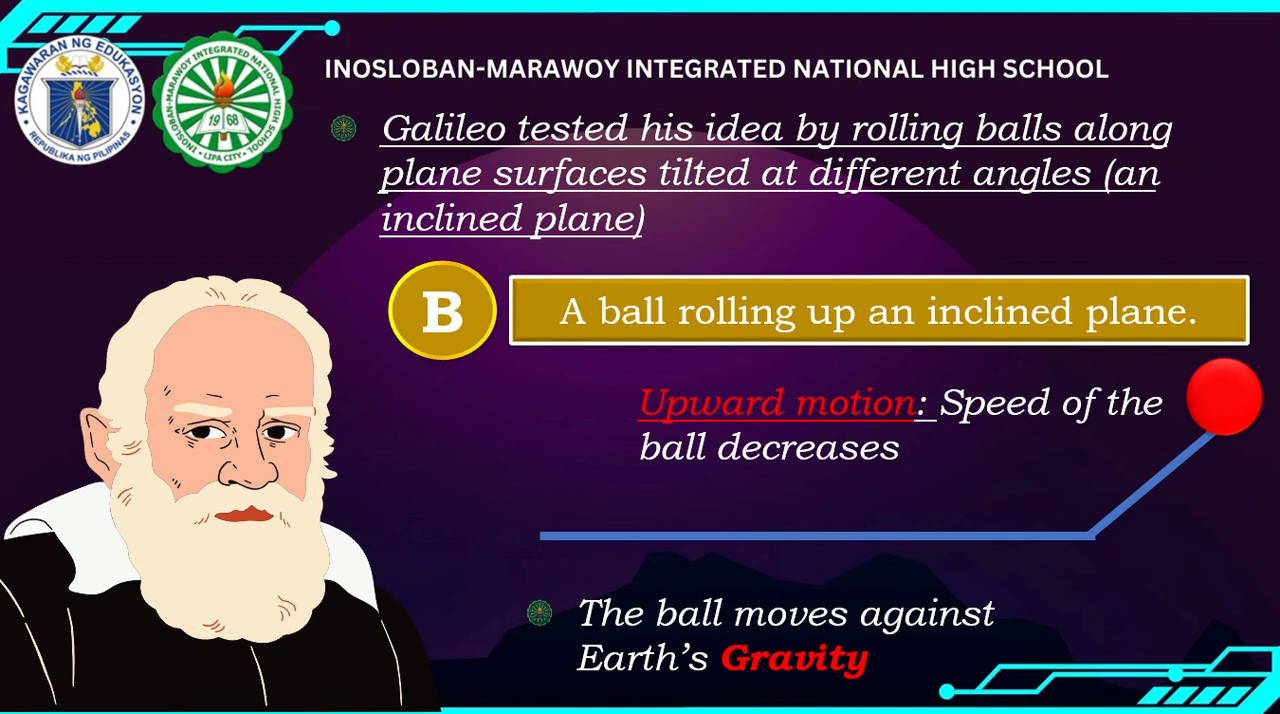 KAGAWARAN NG EDUKASYON
REPUBLIKA NG PILIPINAS
INOSLOBAN-MARAWOY INTEGRATED NATIONAL HIGH SCHOOL
1968
LIPA CITY
INOSLOBAN-MARAWOY INTEGRATED NATIONAL HIGH SCHOOL
Galileo tested his idea by rolling balls along
plane surfaces tilted at different angles (an
inclined plane)
B
A ball rolling up an inclined plane.
Upward motion: Speed of the
ball decreases
The ball moves against
Earth’s Gravity